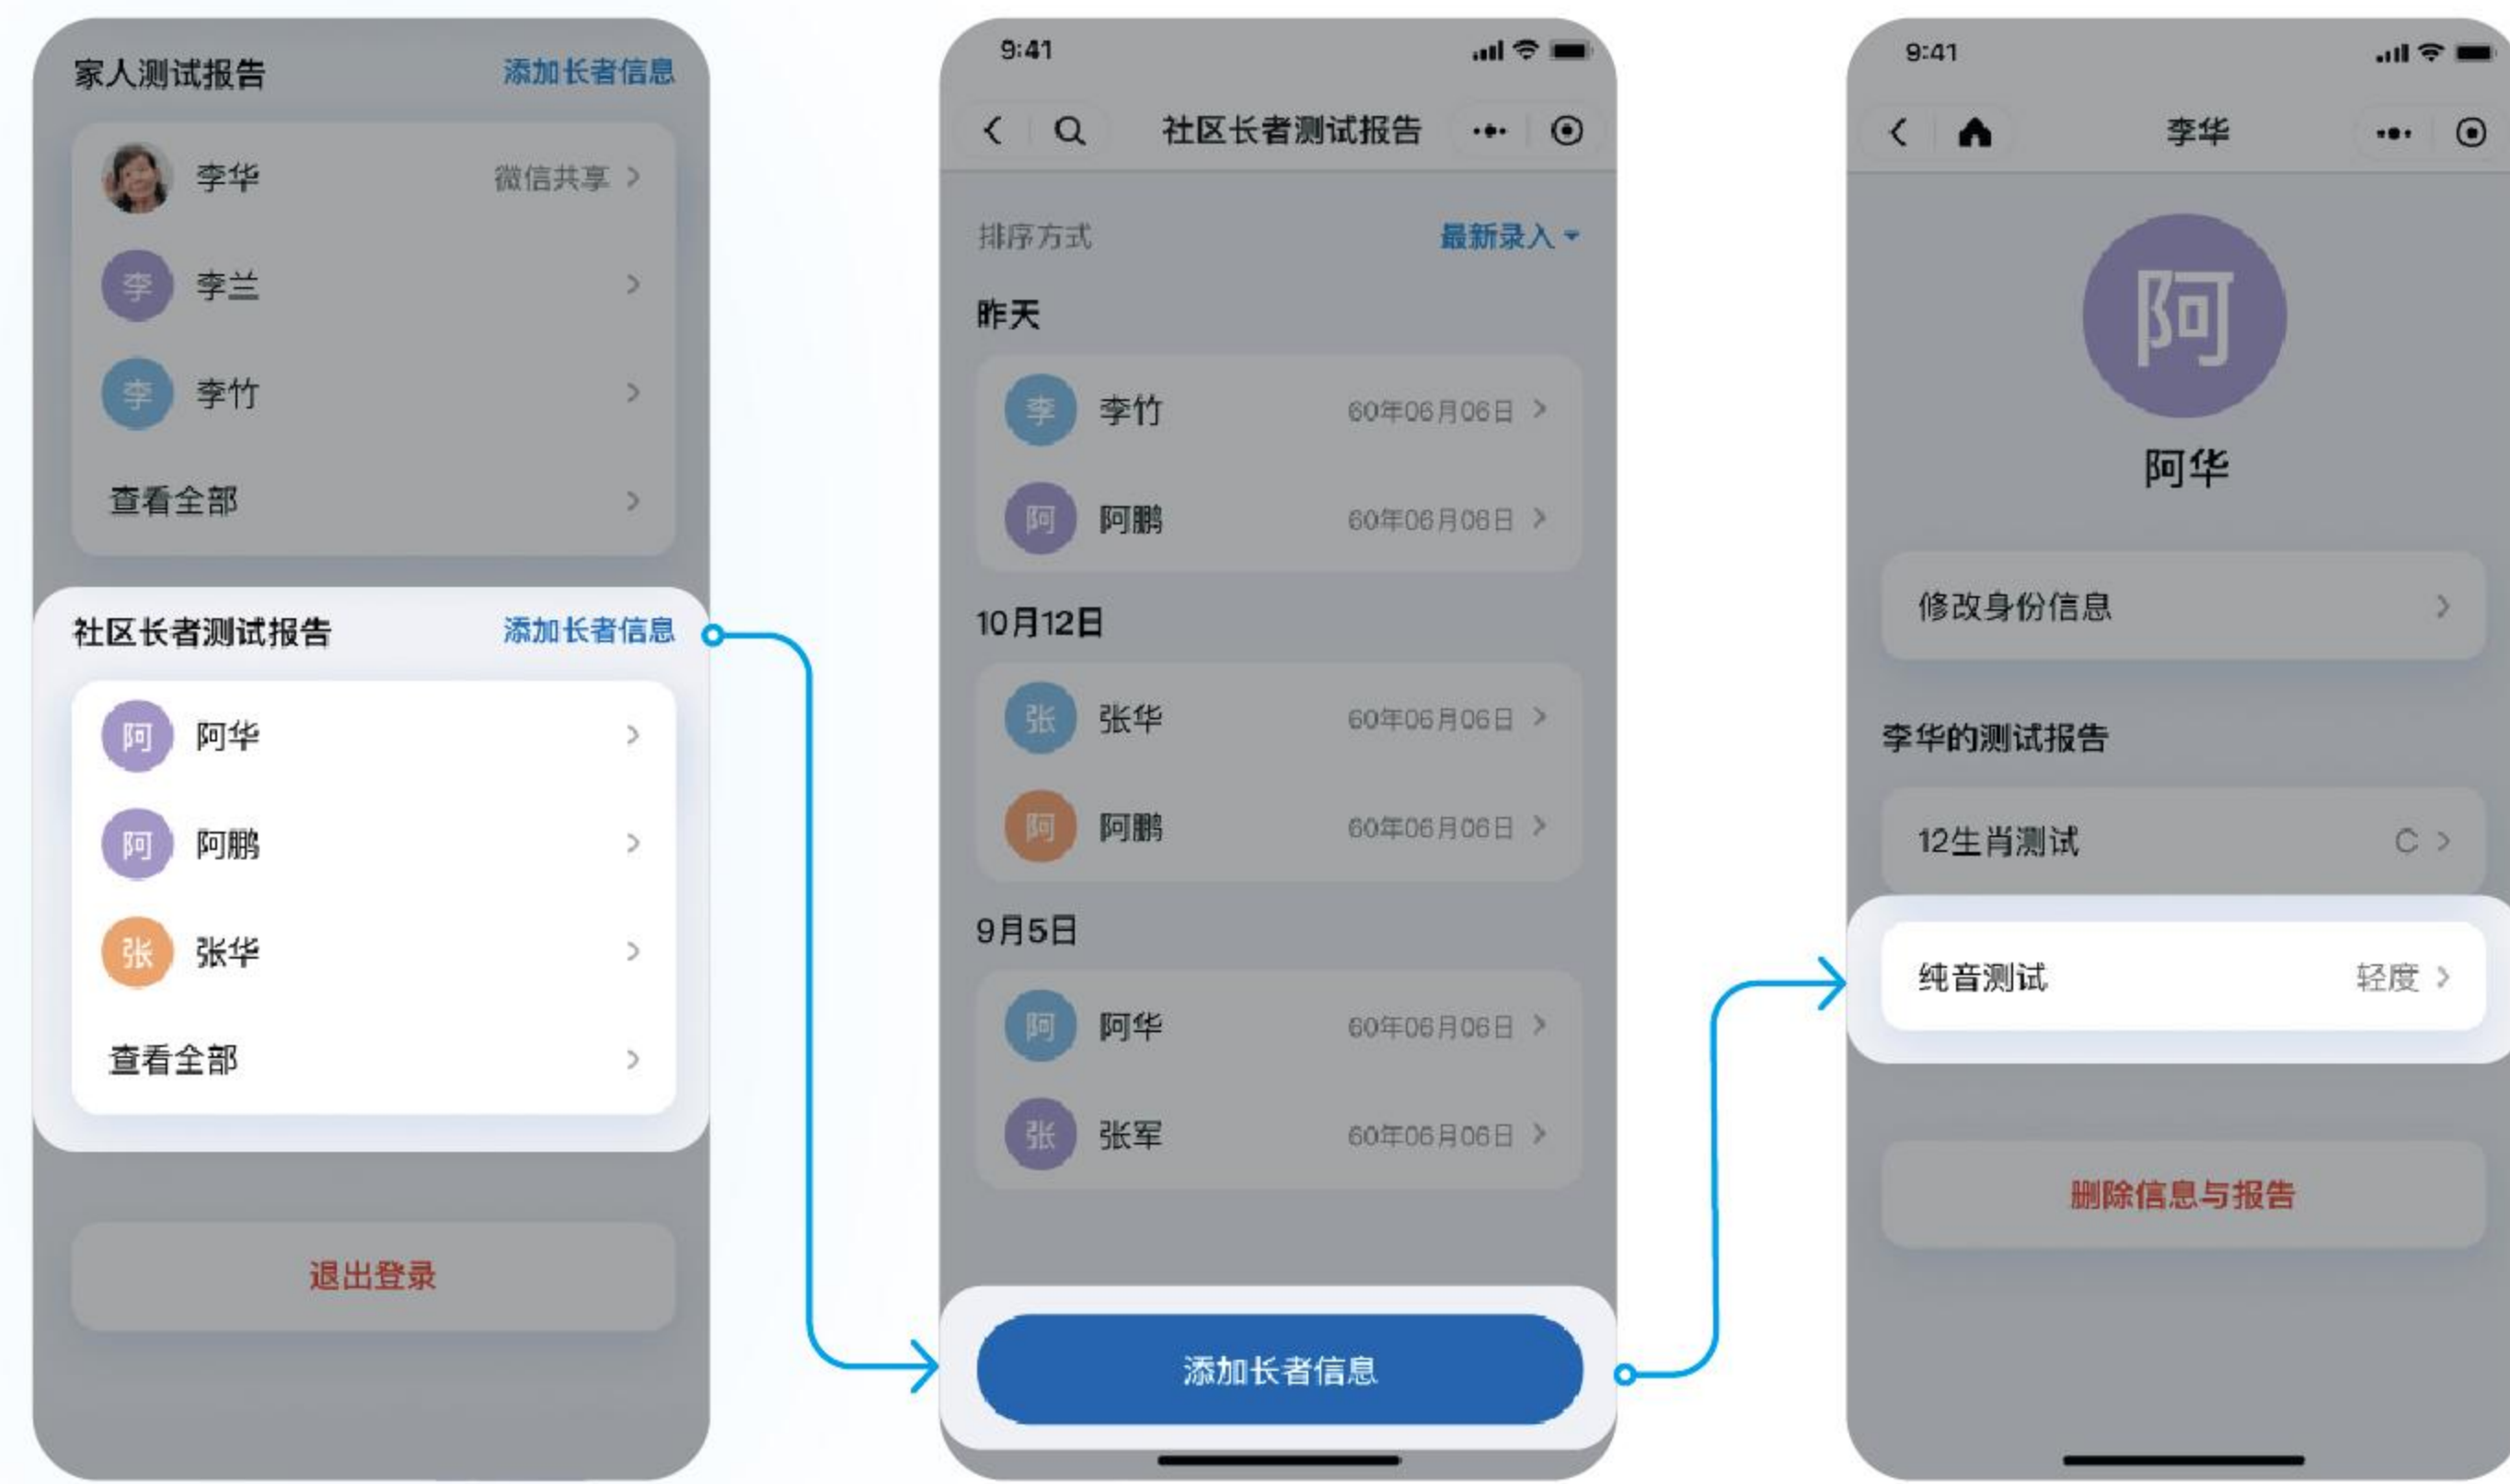 家人测试报告 添加长者信息
李华 微信共享
李 李兰
李 李竹
查看全部
社区长者测试报告 添加长者信息
阿 阿华
阿 阿鹏
张 张华
查看全部
退出登录
9:41
社区长者测试报告
排序方式 最新录入
昨天
李 李竹 60年06月06日
阿 阿鹏 60年06月06日
10月12日
张 张华 60年06月06日
阿 阿鹏 60年06月06日
9月5日
阿 阿华 60年06月06日
张 张军 60年06月06日
添加长者信息
9:41
李华
阿
阿华
修改身份信息
李华的测试报告
12生肖测试 C
纯音测试 轻度
删除信息与报告